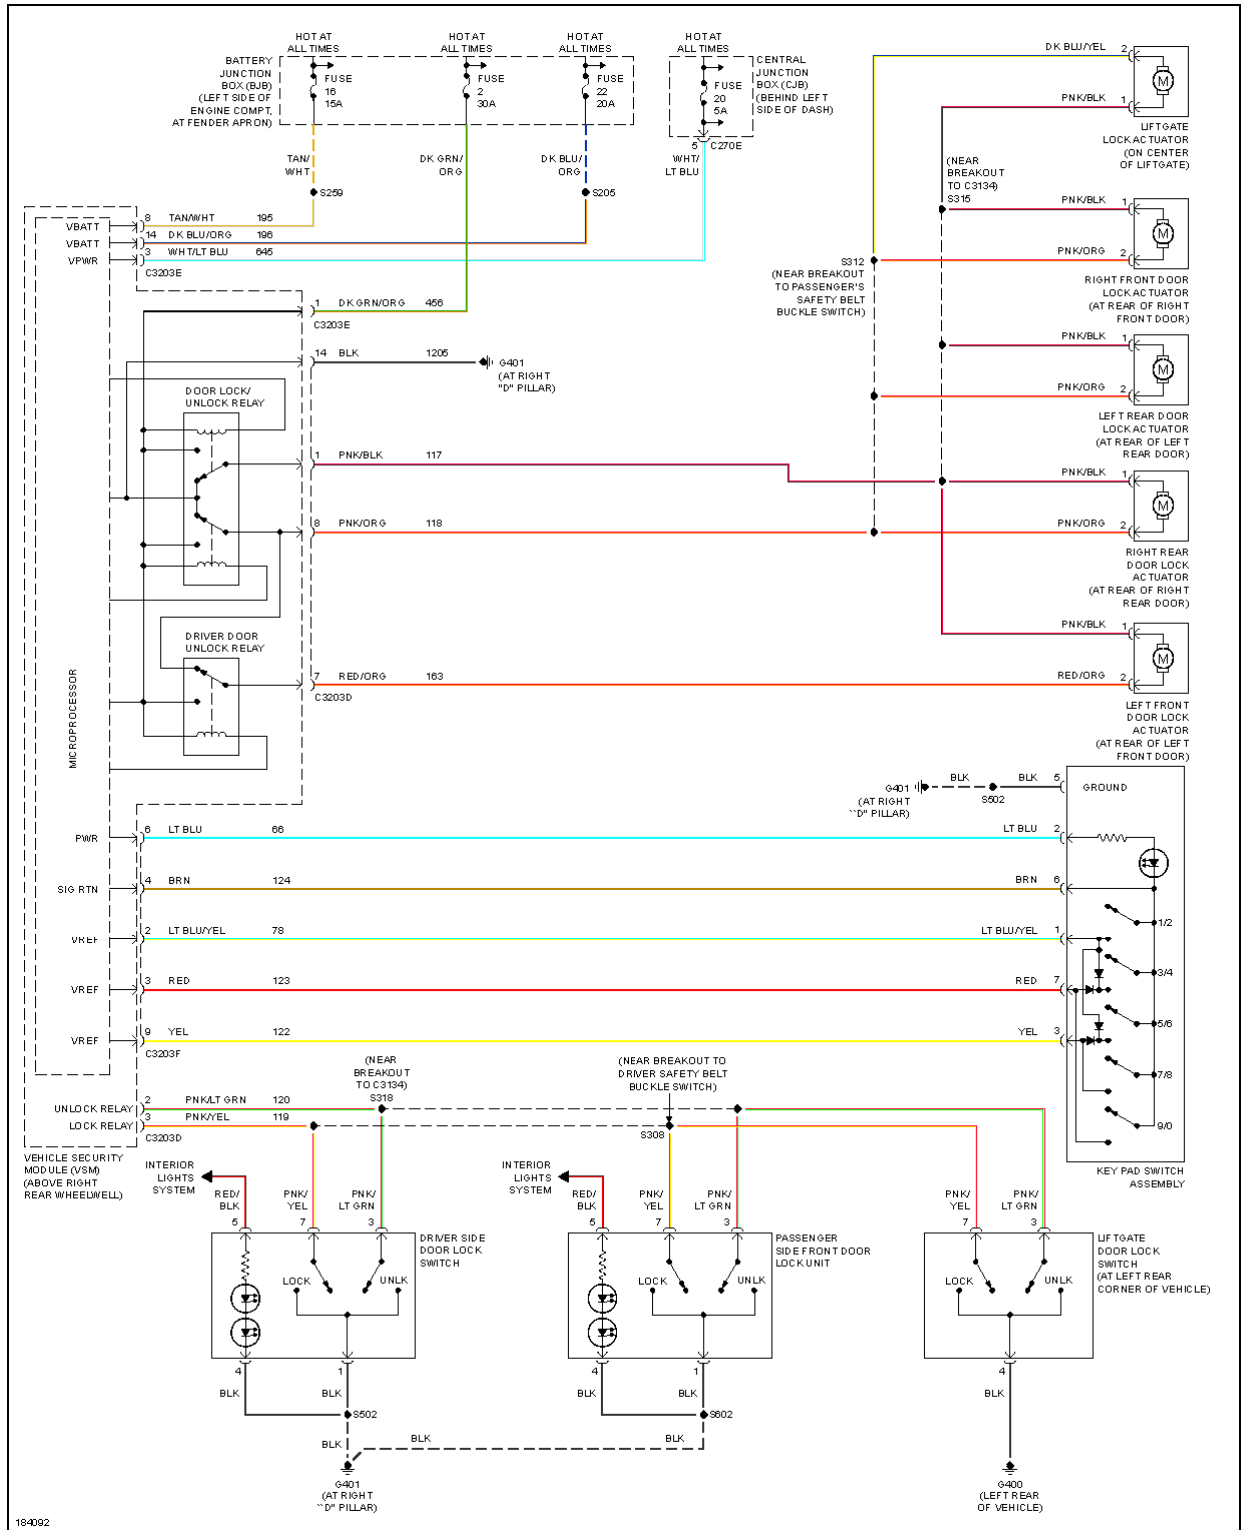 HOT AT
ALL TIMES
HOT AT
ALL TIMES
HOT AT
ALL TIMES
HOT AT
ALL TIMES
BATTERY
JUNCTION
BOX (BJB)
(LEFT SIDE OF
ENGINE COMPT,
AT FENDER APRON)
FUSE
16
15A
FUSE
2
30A
FUSE
22
20A
FUSE
20
5A
CENTRAL
JUNCTION
BOX (CJB)
(BEHIND LEFT
SIDE OF DASH)
5
C270E
TAN/
WHT
DK GRN/
ORG
DK BLU/
ORG
WHT/
LT BLU
S259
S205
DK BLU/YEL
2
PNK/BLK
1
M
LIFTGATE
LOCK ACTUATOR
(ON CENTER
OF LIFTGATE)
(NEAR
BREAKOUT
TO C3134)
S315
PNK/BLK
1
PNK/ORG
2
M
RIGHT FRONT DOOR
LOCK ACTUATOR
(AT REAR OF RIGHT
FRONT DOOR)
S312
(NEAR BREAKOUT
TO PASSENGER'S
SAFETY BELT
BUCKLE SWITCH)
PNK/BLK
1
PNK/ORG
2
M
LEFT REAR DOOR
LOCK ACTUATOR
(AT REAR OF LEFT
REAR DOOR)
PNK/BLK
1
PNK/ORG
2
M
RIGHT REAR
DOOR LOCK
ACTUATOR
(AT REAR OF RIGHT
REAR DOOR)
PNK/BLK
1
RED/ORG
2
M
LEFT FRONT
DOOR LOCK
ACTUATOR
(AT REAR OF LEFT
FRONT DOOR)
VBATT
8
TAN/WHT
195
VBATT
14
DK BLU/ORG
196
VPWR
3
WHT/LT BLU
645
C3203E
1
DK GRN/ORG
456
C3203E
14
BLK
1205
G401
(AT RIGHT
"D" PILLAR)
DOOR LOCK/
UNLOCK RELAY
1
PNK/BLK
117
8
PNK/ORG
118
DRIVER DOOR
UNLOCK RELAY
7
RED/ORG
163
C3203D
MICROPROCESSOR
G401
(AT RIGHT
``D" PILLAR)
BLK
S502
BLK
5
GROUND
PWR
6
LT BLU
66
LT BLU
2
SIG RTN
4
BRN
124
BRN
6
VREF
2
LT BLU/YEL
78
LT BLU/YEL
1
VREF
3
RED
123
RED
7
VREF
9
YEL
122
YEL
3
C3203F
1/2
3/4
5/6
7/8
9/0
KEY PAD SWITCH
ASSEMBLY
(NEAR
BREAKOUT
TO C3134)
S318
(NEAR BREAKOUT TO
DRIVER SAFETY BELT
BUCKLE SWITCH)
S308
UNLOCK RELAY
2
PNK/LT GRN
120
LOCK RELAY
3
PNK/YEL
119
C3203D
VEHICLE SECURITY
MODULE (VSM)
(ABOVE RIGHT
REAR WHEELWELL)
INTERIOR
LIGHTS
SYSTEM
RED/
BLK
5
PNK/
YEL
7
PNK/
LT GRN
3
DRIVER SIDE
DOOR LOCK
SWITCH
LOCK
UNLK
4
1
BLK
BLK
S502
INTERIOR
LIGHTS
SYSTEM
RED/
BLK
5
PNK/
YEL
7
PNK/
LT GRN
3
PASSENGER
SIDE FRONT DOOR
LOCK UNIT
LOCK
UNLK
4
1
BLK
BLK
S602
PNK/
YEL
7
PNK/
LT GRN
3
LIFTGATE
DOOR LOCK
SWITCH
(AT LEFT REAR
CORNER OF VEHICLE)
LOCK
UNLK
4
BLK
BLK
BLK
BLK
G401
(AT RIGHT
``D" PILLAR)
G400
(LEFT REAR
OF VEHICLE)
184092